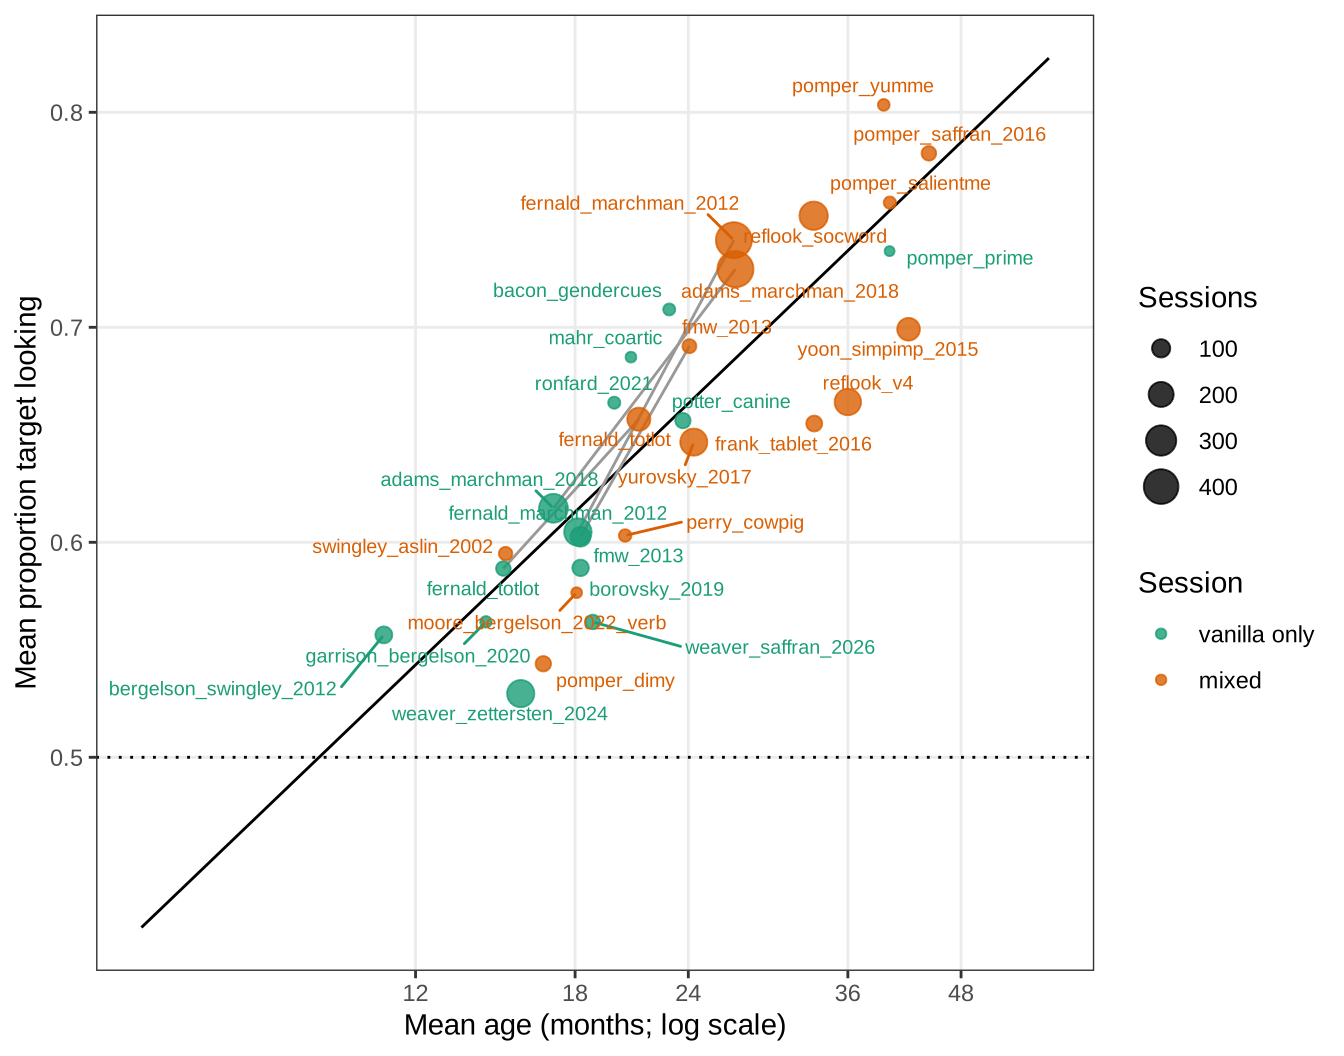 pomper_yumme
0.8
pomper_saffran_2016
pomper_salientme
fernald_marchman_2012
reflook_socword
pomper_prime
bacon_gendercues
adams_marchman_2018
0.7
fmw_2013
mahr_coartic
yoon_simpimp_2015
ronfard_2021
reflook_v4
potter_canine
fernald_totlot
frank_tablet_2016
adams_marchman_2018
yurovsky_2017
fernald_marchman_2012
perry_cowpig
0.6
swingley_aslin_2002
fmw_2013
fernald_totlot
borovsky_2019
moore_bergelson_2022_verb
garrison_bergelson_2020
weaver_saffran_2026
bergelson_swingley_2012
pomper_dimy
weaver_zettersten_2024
0.5
12
18
24
36
48
Mean age (months; log scale)
Mean proportion target looking
Sessions
100
200
300
400
Session
vanilla only
mixed